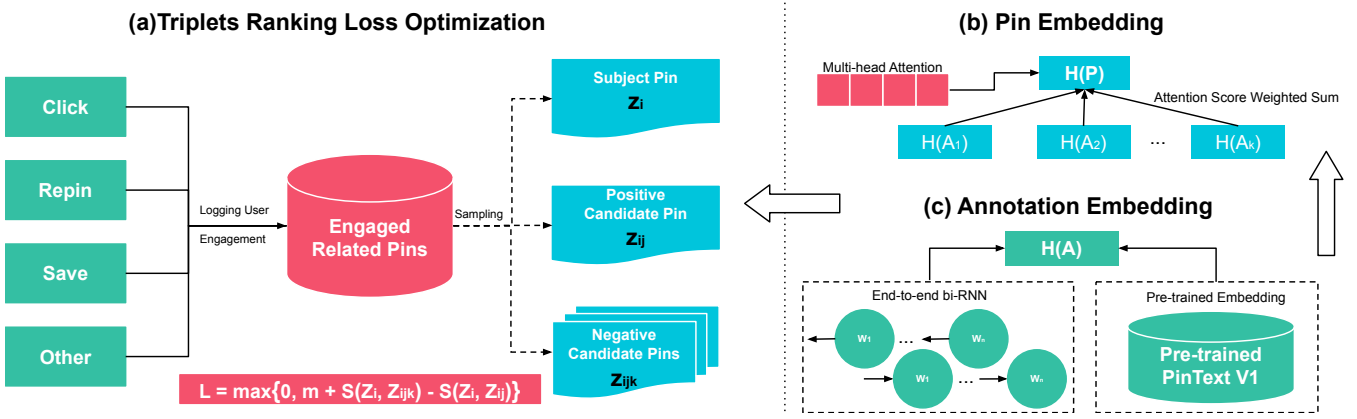 (a)Triplets Ranking Loss Optimization
Click
Repin
Save
Other
Logging User
Engagement
Engaged
Related Pins
Sampling
Subject Pin
Zi
Positive
Candidate Pin
Zij
Negative
Candidate Pins
Zijk
L = max{0, m + S(Zi, Zijk) - S(Zi, Zij)}
(b) Pin Embedding
Multi-head Attention
H(P)
Attention Score Weighted Sum
H(A1)
H(A2)
...
H(Ak)
(c) Annotation Embedding
H(A)
End-to-end bi-RNN
W1
...
Wn
W1
...
Wn
Pre-trained Embedding
Pre-trained
PinText V1